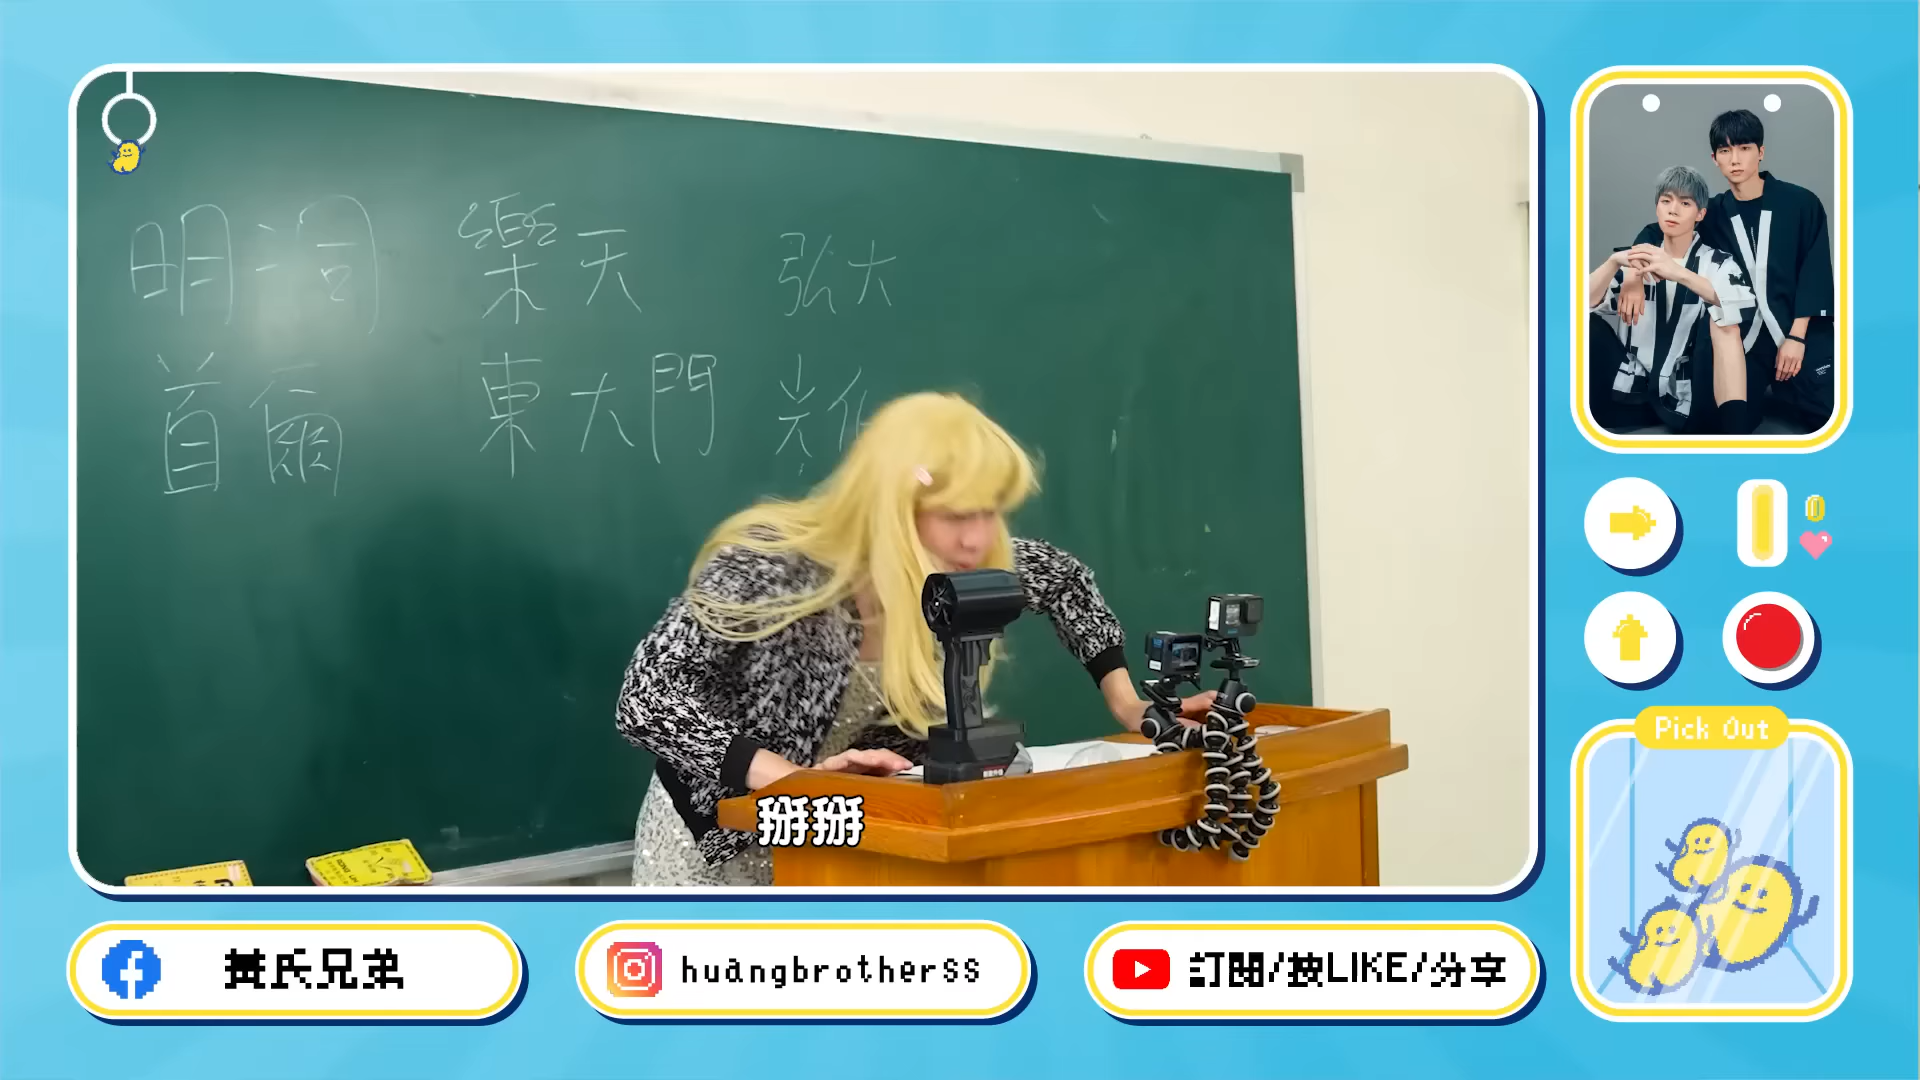 明洞 樂天 弘大
首爾 東大門
掰掰
Pick Out
黃氏兄弟
huangbrotherss
訂閱/按LIKE/分享